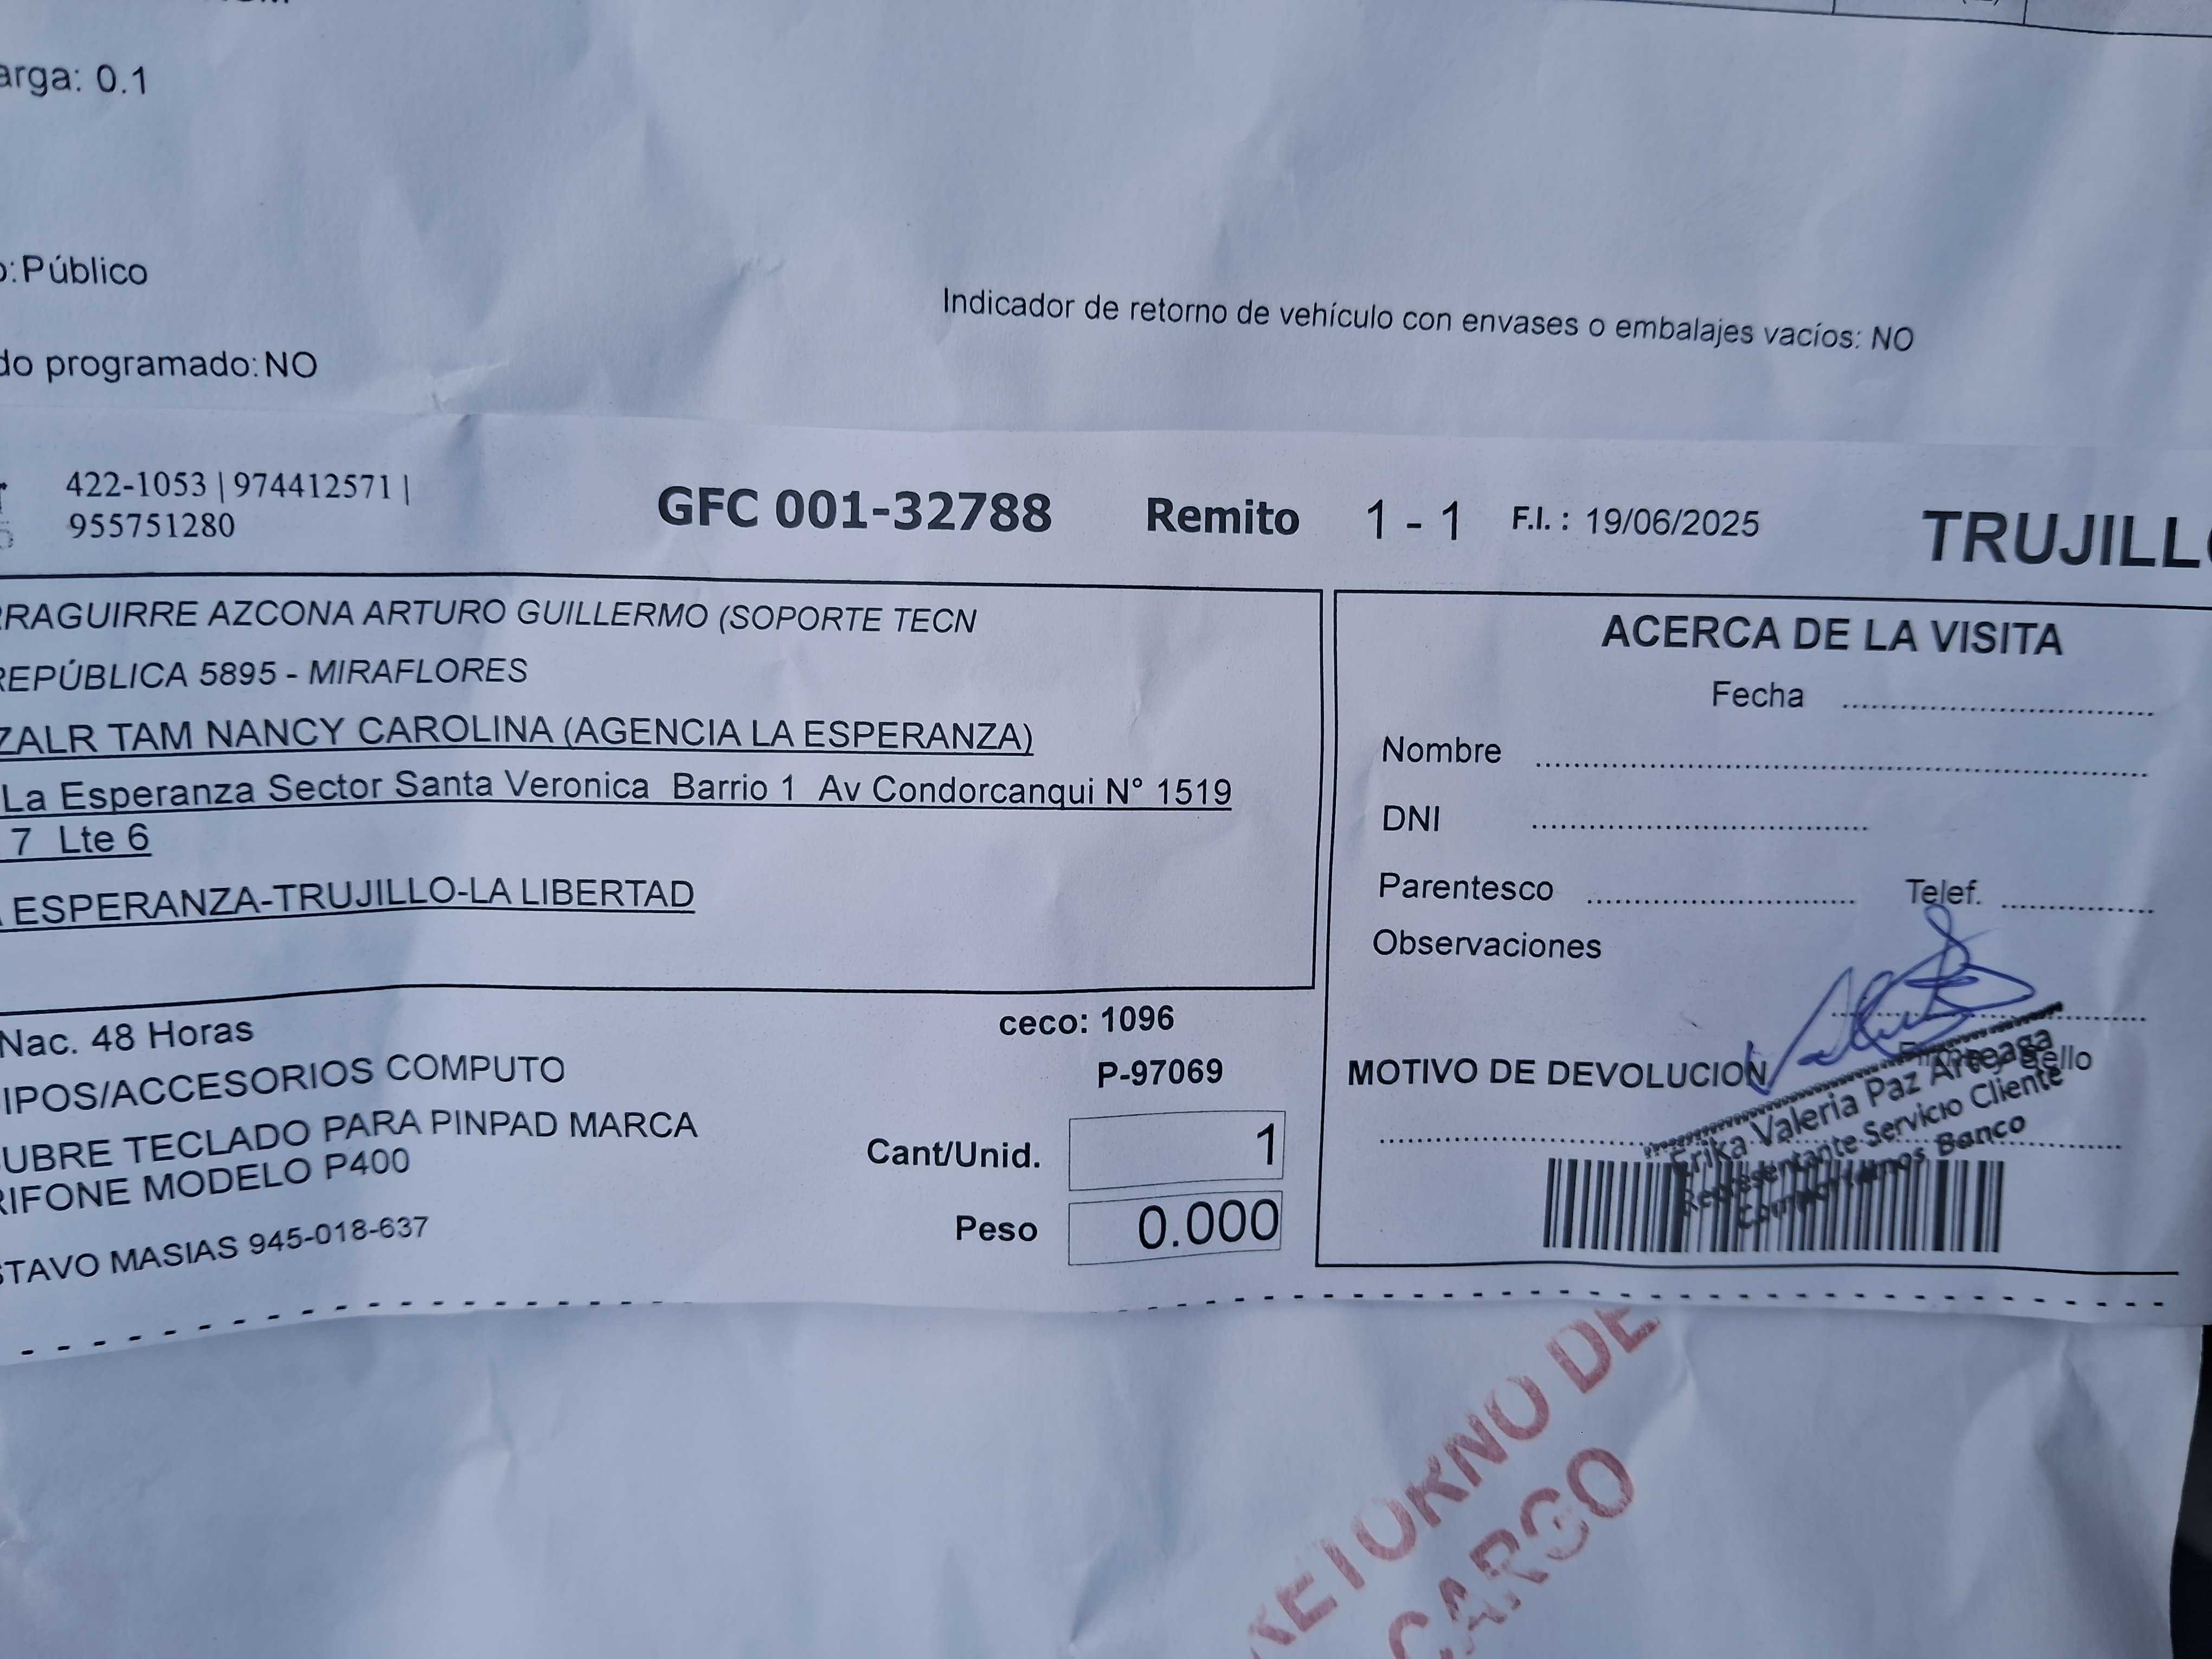 arga: 0.1
o: Público
Indicador de retorno de vehículo con envases o embalajes vacíos: NO
do programado: NO
422-1053 | 974412571 |
955751280
GFC 001-32788 Remito 1 - 1 F.I. : 19/06/2025 TRUJILLO
RRAGUIRRE AZCONA ARTURO GUILLERMO (SOPORTE TECN
REPÚBLICA 5895 - MIRAFLORES
ZALR TAM NANCY CAROLINA (AGENCIA LA ESPERANZA)
La Esperanza Sector Santa Veronica Barrio 1 Av Condorcanqui N° 1519
7 Lte 6
ESPERANZA-TRUJILLO-LA LIBERTAD
Nac. 48 Horas
ceco: 1096
IPOS/ACCESORIOS COMPUTO
P-97069
UBRE TECLADO PARA PINPAD MARCA
RIFONE MODELO P400
Cant/Unid. 1
Peso 0.000
STAVO MASIAS 945-018-637
ACERCA DE LA VISITA
Fecha
Nombre
DNI
Parentesco Telef.
Observaciones
MOTIVO DE DEVOLUCION
Erika Valeria Paz Arteaga
Representante Servicio Cliente
Compartamos Banco
RETORNO DE
CARGO